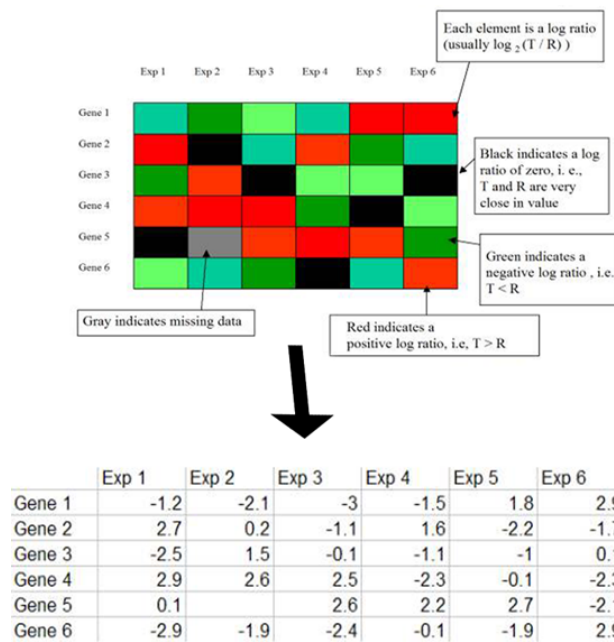 Each element is a log ratio
(usually log 2 (T / R) )
Exp 1 Exp 2 Exp 3 Exp 4 Exp 5 Exp 6
Gene 1
Gene 2
Gene 3
Gene 4
Gene 5
Gene 6
Black indicates a log
ratio of zero, i. e.,
T and R are very
close in value
Green indicates a
negative log ratio , i.e.
T < R
Gray indicates missing data
Red indicates a
positive log ratio, i.e, T > R
Exp 1 Exp 2 Exp 3 Exp 4 Exp 5 Exp 6
Gene 1 -1.2 -2.1 -3 -1.5 1.8
Gene 2 2.7 0.2 -1.1 1.6 -2.2
Gene 3 -2.5 1.5 -0.1 -1.1 -1
Gene 4 2.9 2.6 2.5 -2.3 -0.1
Gene 5 0.1 2.6 2.2 2.7
Gene 6 -2.9 -1.9 -2.4 -0.1 -1.9